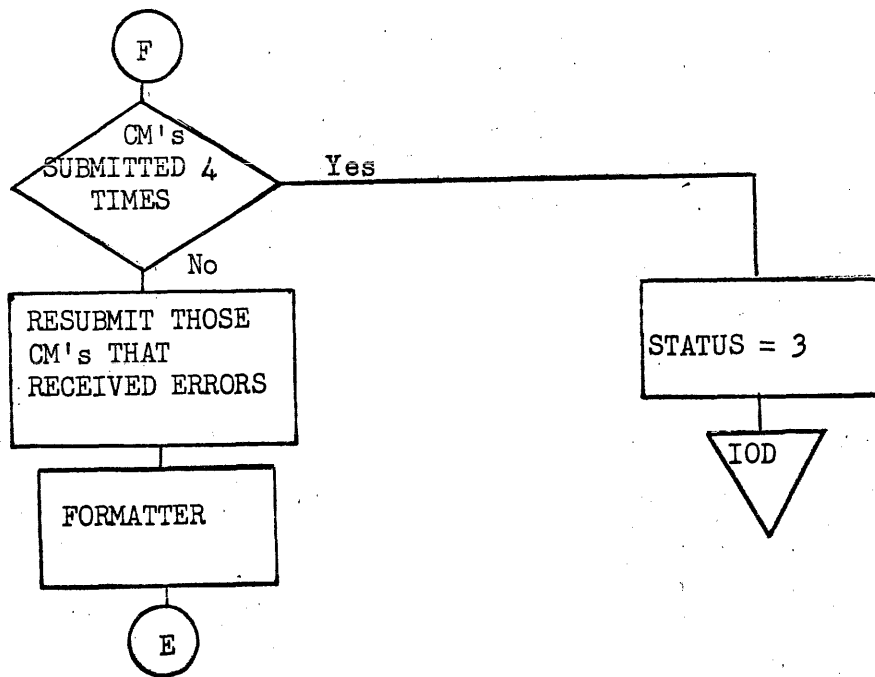 F
CM's
SUBMITTED 4
TIMES
Yes
No
RESUBMIT THOSE
CM's THAT
RECEIVED ERRORS
STATUS = 3
IOD
FORMATTER
E